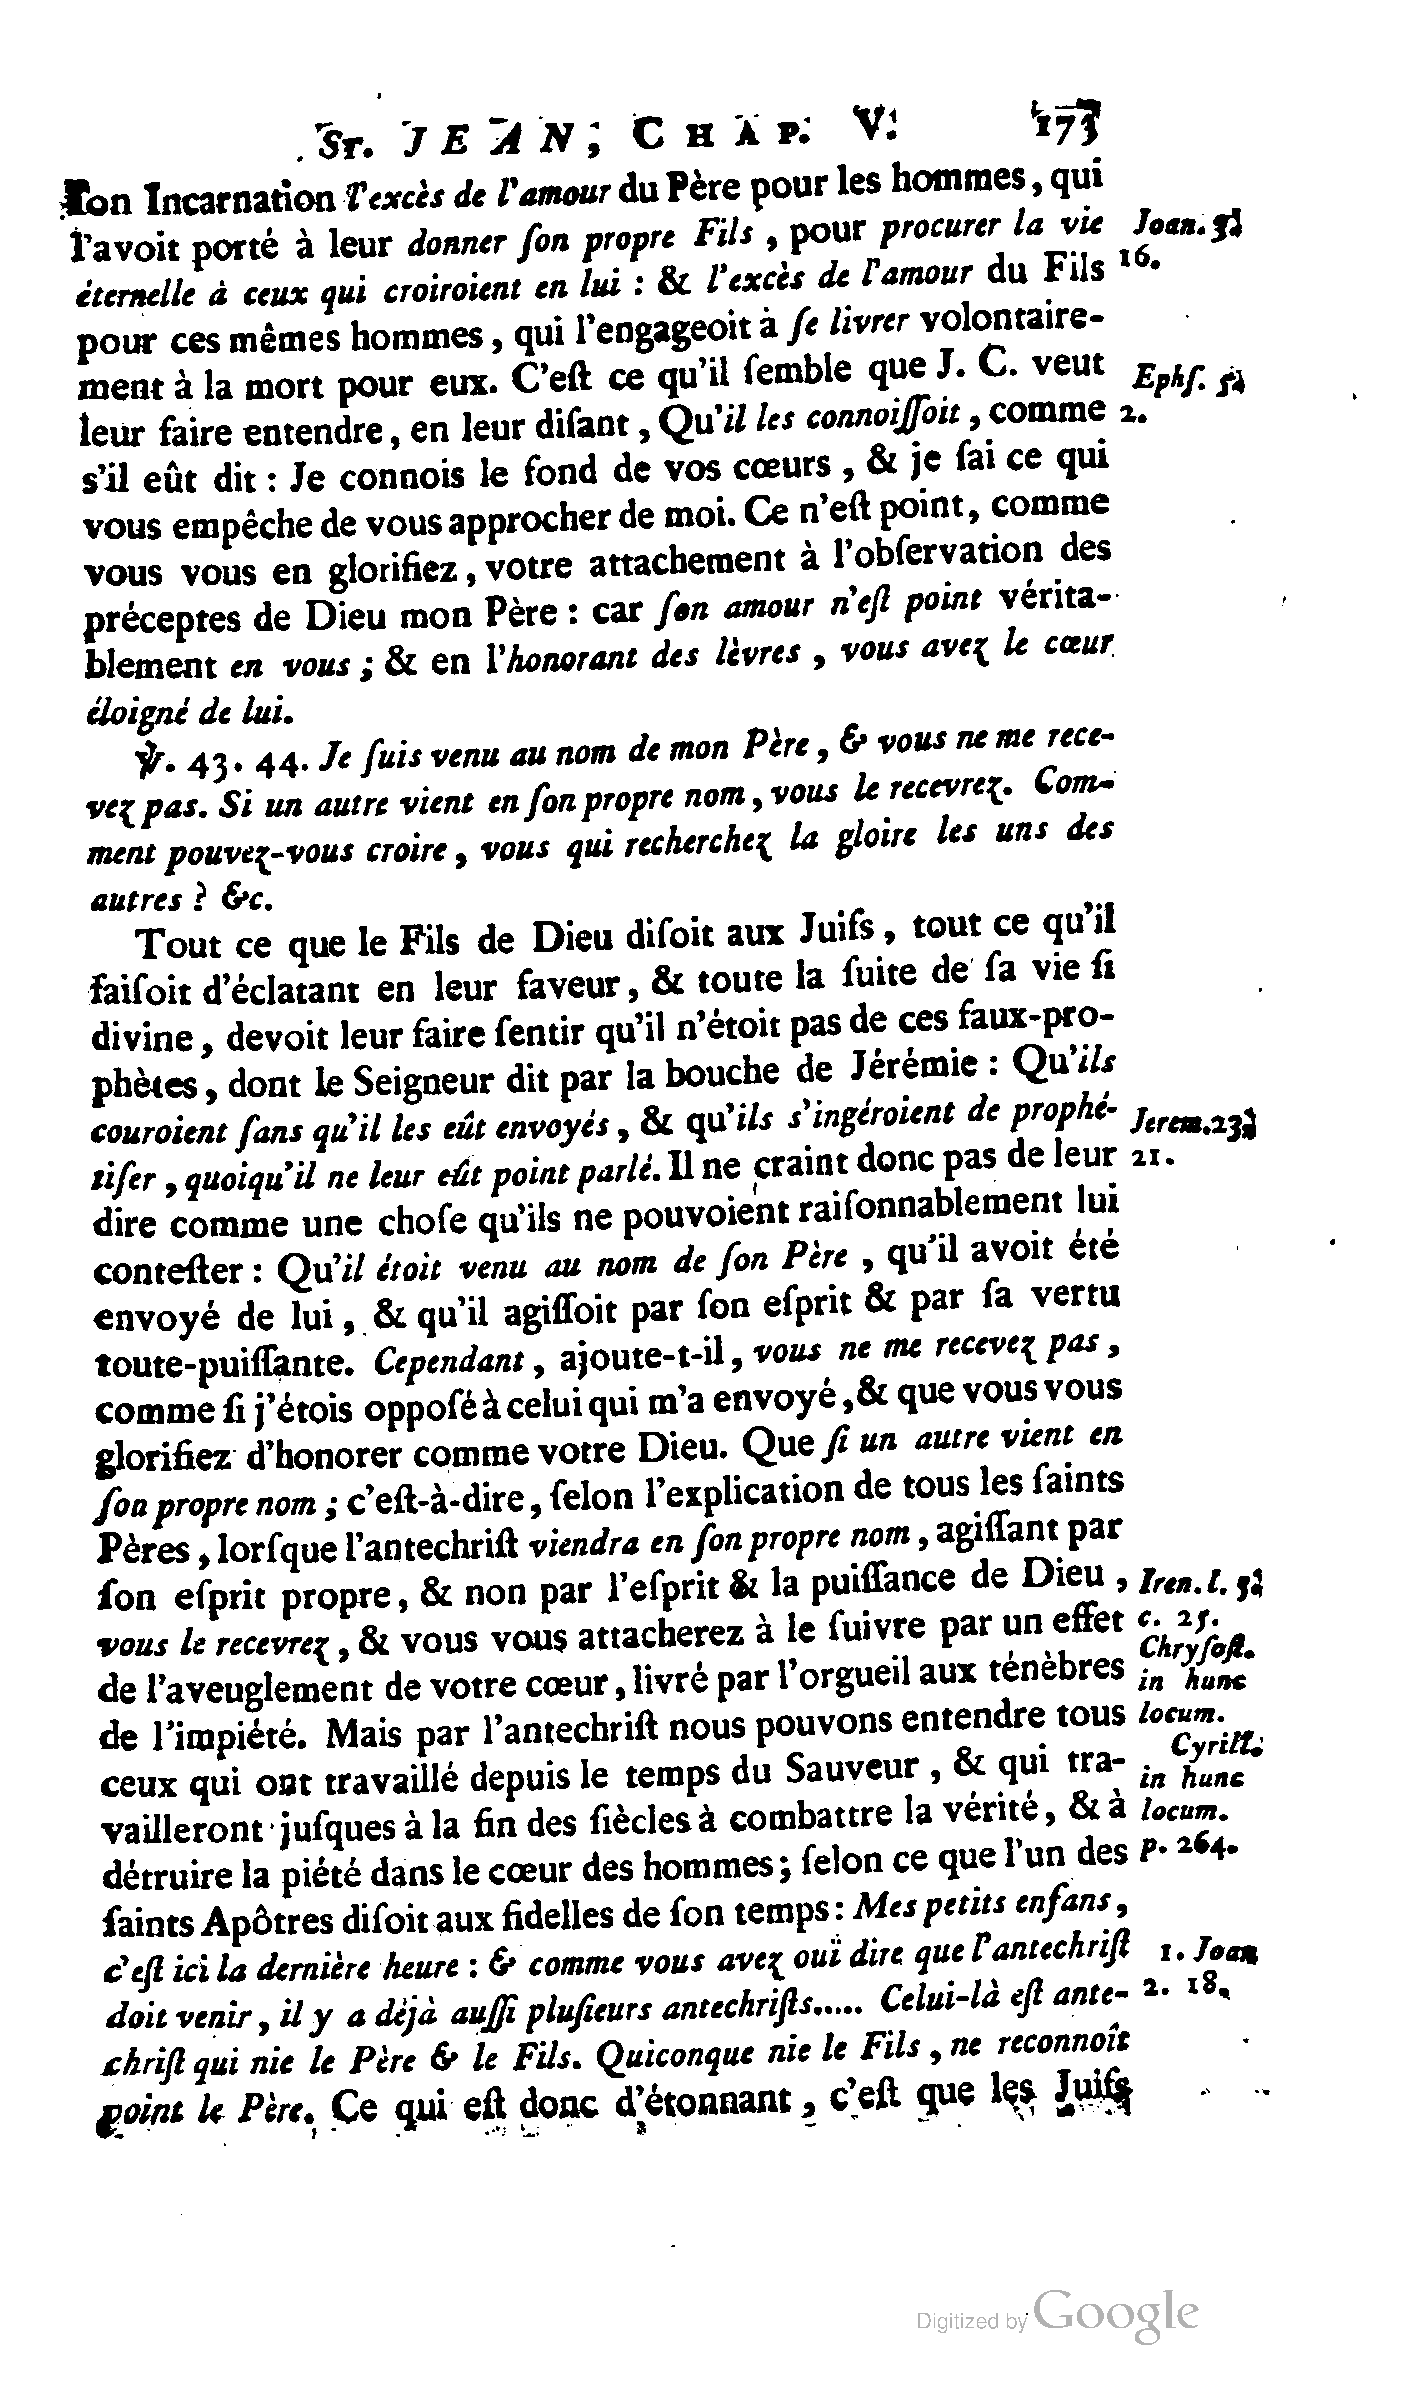 St. JEAN, CHAP. V. 173
ſon Incarnation l'excès de l'amour du Père pour les hommes, qui
l'avoit porté à leur donner ſon propre Fils, pour procurer la vie
Joan. 3.
éternelle à ceux qui croiroient en lui : & l'excès de l'amour du Fils
16.
pour ces mêmes hommes, qui l'engageoit à ſe livrer volontaire-
ment à la mort pour eux. C'eſt ce qu'il ſemble que J. C. veut
Ephſ. 5.
leur faire entendre, en leur diſant, Qu'il les connoiſſoit, comme
2.
s'il eût dit : Je connois le fond de vos cœurs, & je ſai ce qui
vous empêche de vous approcher de moi. Ce n'eſt point, comme
vous vous en glorifiez, votre attachement à l'obſervation des
préceptes de Dieu mon Père : car ſon amour n'eſt point vérita-
blement en vous ; & en l'honorant des lèvres, vous avez le cœur
éloigné de lui.
℣. 43. 44. Je ſuis venu au nom de mon Père, & vous ne me rece-
vez pas. Si un autre vient en ſon propre nom, vous le recevrez. Com-
ment pouvez-vous croire, vous qui recherchez la gloire les uns des
autres ? &c.
Tout ce que le Fils de Dieu diſoit aux Juifs, tout ce qu'il
faiſoit d'éclatant en leur faveur, & toute la ſuite de ſa vie ſi
divine, devoit leur faire ſentir qu'il n'étoit pas de ces faux-pro-
phètes, dont le Seigneur dit par la bouche de Jérémie : Qu'ils
couroient ſans qu'il les eût envoyés, & qu'ils s'ingéroient de prophé-
Jerem. 23.
tiſer, quoiqu'il ne leur eût point parlé. Il ne craint donc pas de leur
21.
dire comme une choſe qu'ils ne pouvoient raiſonnablement lui
conteſter : Qu'il étoit venu au nom de ſon Père, qu'il avoit été
envoyé de lui, & qu'il agiſſoit par ſon eſprit & par ſa vertu
toute-puiſſante. Cependant, ajoute-t-il, vous ne me recevez pas,
comme ſi j'étois oppoſé à celui qui m'a envoyé, & que vous vous
glorifiez d'honorer comme votre Dieu. Que ſi un autre vient en
ſon propre nom ; c'eſt-à-dire, ſelon l'explication de tous les ſaints
Pères, lorſque l'antechriſt viendra en ſon propre nom, agiſſant par
ſon eſprit propre, & non par l'eſprit & la puiſſance de Dieu,
Iren. l. 5.
vous le recevrez, & vous vous attacherez à le ſuivre par un effet
c. 25.
Chryſoſt.
de l'aveuglement de votre cœur, livré par l'orgueil aux ténèbres
in hunc
de l'impiété. Mais par l'antechriſt nous pouvons entendre tous
locum.
Cyrill.
ceux qui ont travaillé depuis le temps du Sauveur, & qui tra-
in hunc
vailleront juſques à la fin des ſiècles à combattre la vérité, & à
locum.
détruire la piété dans le cœur des hommes ; ſelon ce que l'un des
p. 264.
ſaints Apôtres diſoit aux fidelles de ſon temps : Mes petits enfans,
c'eſt ici la dernière heure : & comme vous avez ouï dire que l'antechriſt
1. Joan
doit venir, il y a déjà auſſi pluſieurs antechriſts..... Celui-là eſt ante-
2. 18.
chriſt qui nie le Père & le Fils. Quiconque nie le Fils, ne reconnoît
point le Père. Ce qui eſt donc d'étonnant, c'eſt que les Juifs
Digitized by Google